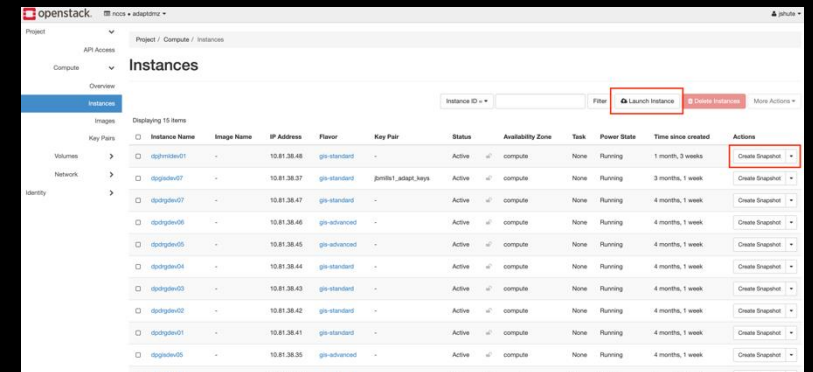 openstack. nccs • adaptdmz jshute
Project
API Access
Compute
Overview
Instances
Images
Key Pairs
Volumes
Network
Identity
Project / Compute / Instances
Instances
Instance ID = Filter Launch Instance Delete Instances More Actions
Displaying 15 items
Instance Name Image Name IP Address Flavor Key Pair Status Availability Zone Task Power State Time since created Actions
- 10.81.38.48 gis-standard - Active compute None Running 1 month, 3 weeks Create Snapshot
dpgisdev07 - 10.81.38.37 gis-standard jbmills1_adapt_keys Active compute None Running 3 months, 1 week Create Snapshot
dpdrgdev07 - 10.81.38.47 gis-standard - Active compute None Running 4 months, 1 week Create Snapshot
dpdrgdev06 - 10.81.38.46 gis-advanced - Active compute None Running 4 months, 1 week Create Snapshot
dpdrgdev05 - 10.81.38.45 gis-advanced - Active compute None Running 4 months, 1 week Create Snapshot
dpdrgdev04 - 10.81.38.44 gis-standard - Active compute None Running 4 months, 1 week Create Snapshot
dpdrgdev03 - 10.81.38.43 gis-standard - Active compute None Running 4 months, 1 week Create Snapshot
dpdrgdev02 - 10.81.38.42 gis-standard - Active compute None Running 4 months, 1 week Create Snapshot
dpdrgdev01 - 10.81.38.41 gis-standard - Active compute None Running 4 months, 1 week Create Snapshot
dpgisdev05 - 10.81.38.35 gis-advanced - Active compute None Running 4 months, 1 week Create Snapshot